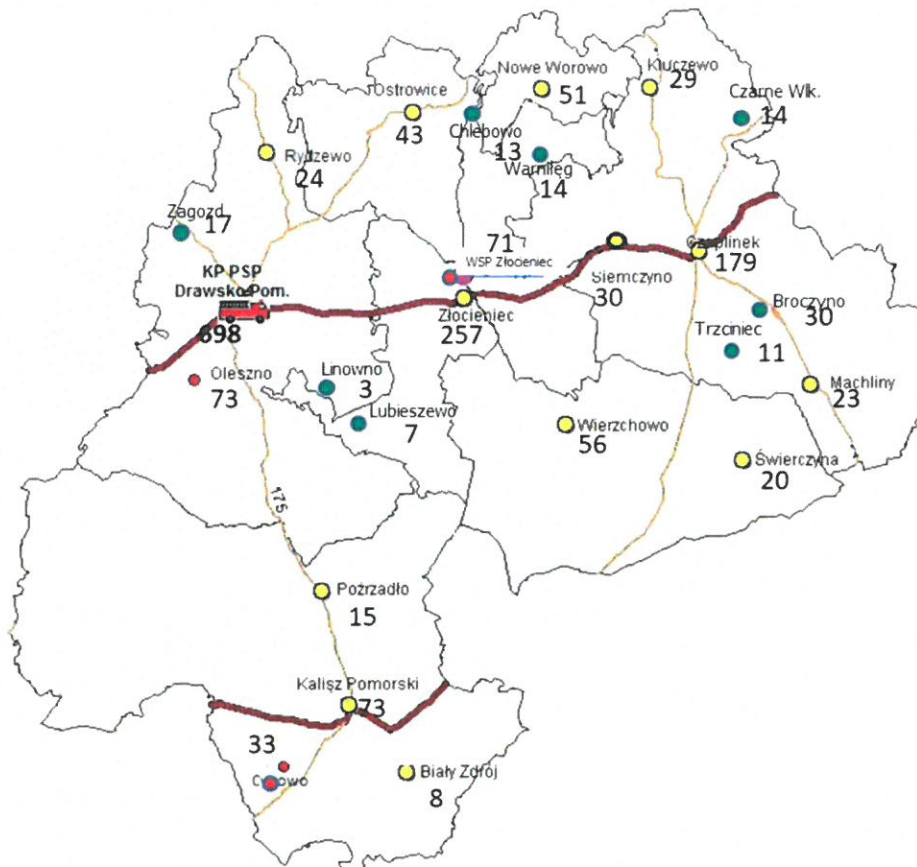 Kluczewo
29
Nowe Worowo
51
Ostrowice
43
Czarne Wlk.
14
Chlebowo
13
Warniłęg
14
Rydzewo
24
Zagozd
17
71
WSP Złocieniec
KP PSP
Drawsko Pom.
698
Siemczyno
30
Czaplinek
179
Złocieniec
257
Broczyno
30
Trzciniec
11
Oleszno
73
Linowno
3
Machliny
23
Lubieszewo
7
Wierzchowo
56
Świerczyna
20
175
Pożrzadło
15
Kalisz Pomorski
73
33
Cybowo
Biały Zdrój
8